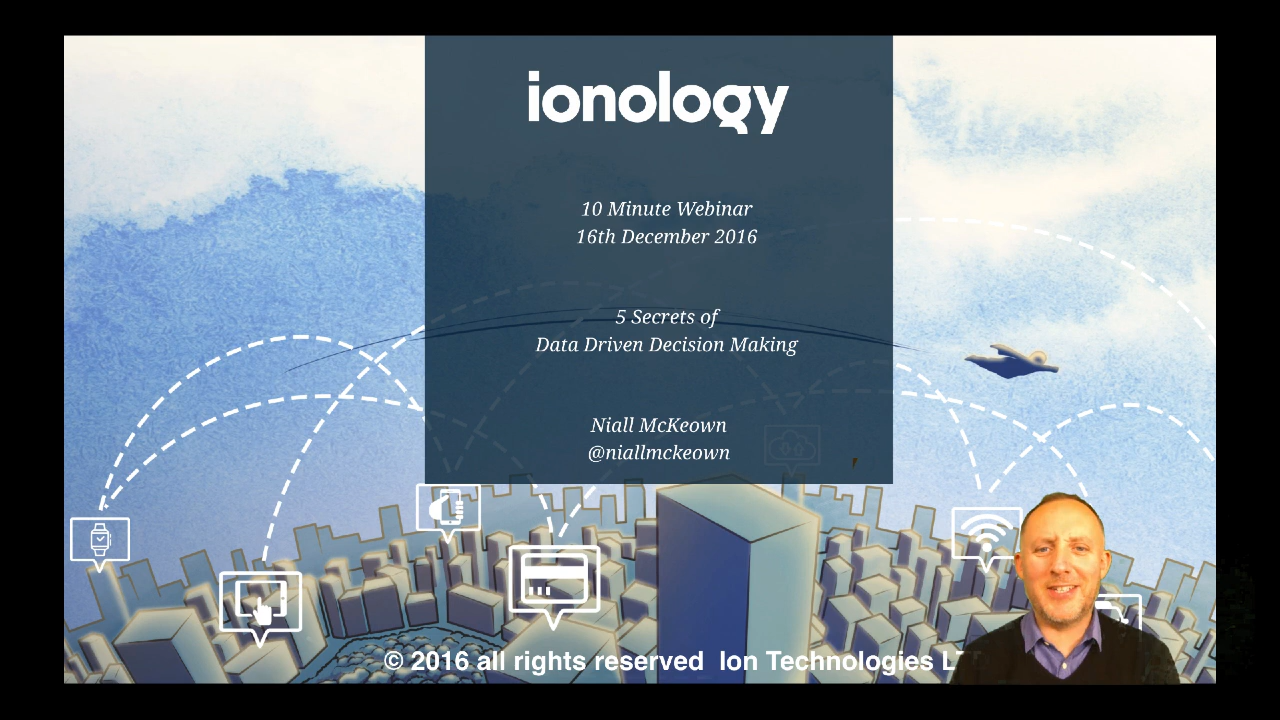 ionology
10 Minute Webinar
16th December 2016
5 Secrets of
Data Driven Decision Making
Niall McKeown
@niallmckeown
© 2016 all rights reserved Ion Technologies